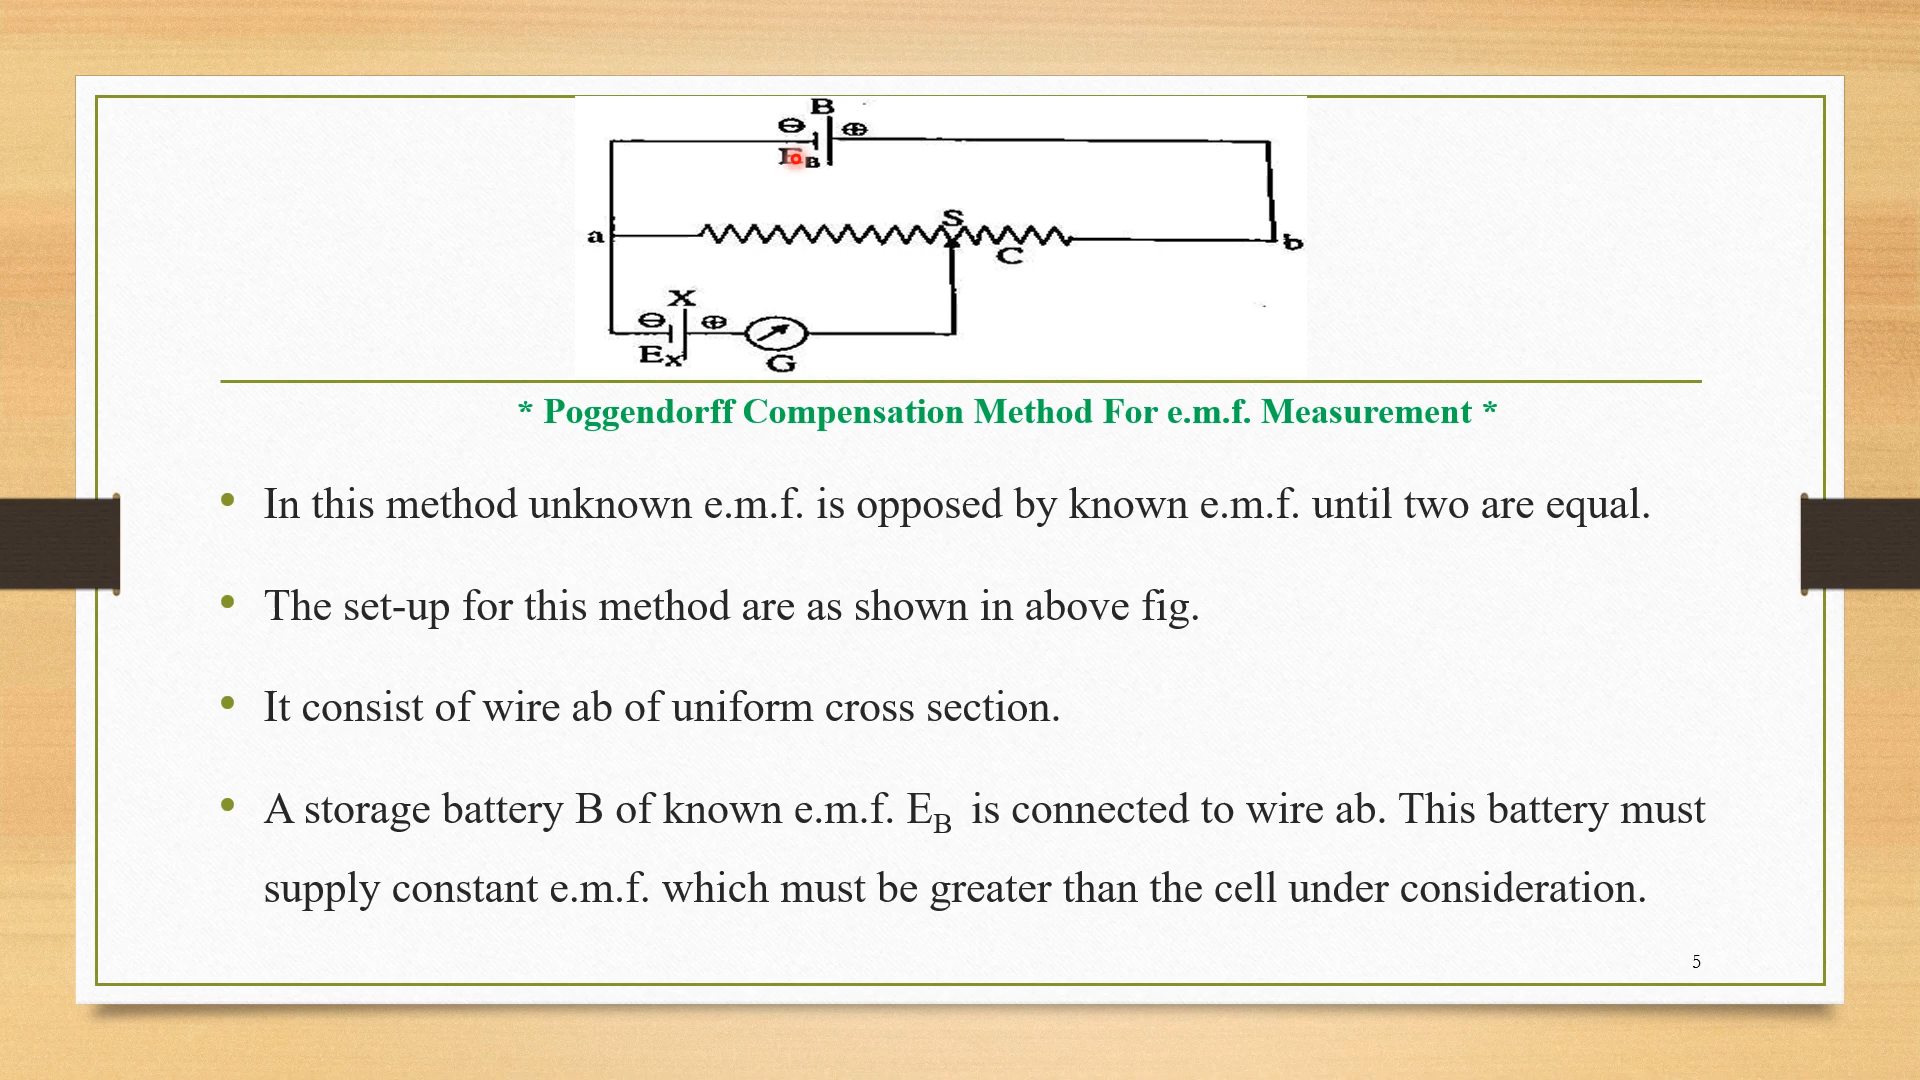 B
⊖ ⊕
E_B
S
a b
C
X
⊖ ⊕
Ex
G
* Poggendorff Compensation Method For e.m.f. Measurement *
• In this method unknown e.m.f. is opposed by known e.m.f. until two are equal.
• The set-up for this method are as shown in above fig.
• It consist of wire ab of uniform cross section.
• A storage battery B of known e.m.f. E_B is connected to wire ab. This battery must
supply constant e.m.f. which must be greater than the cell under consideration.
5